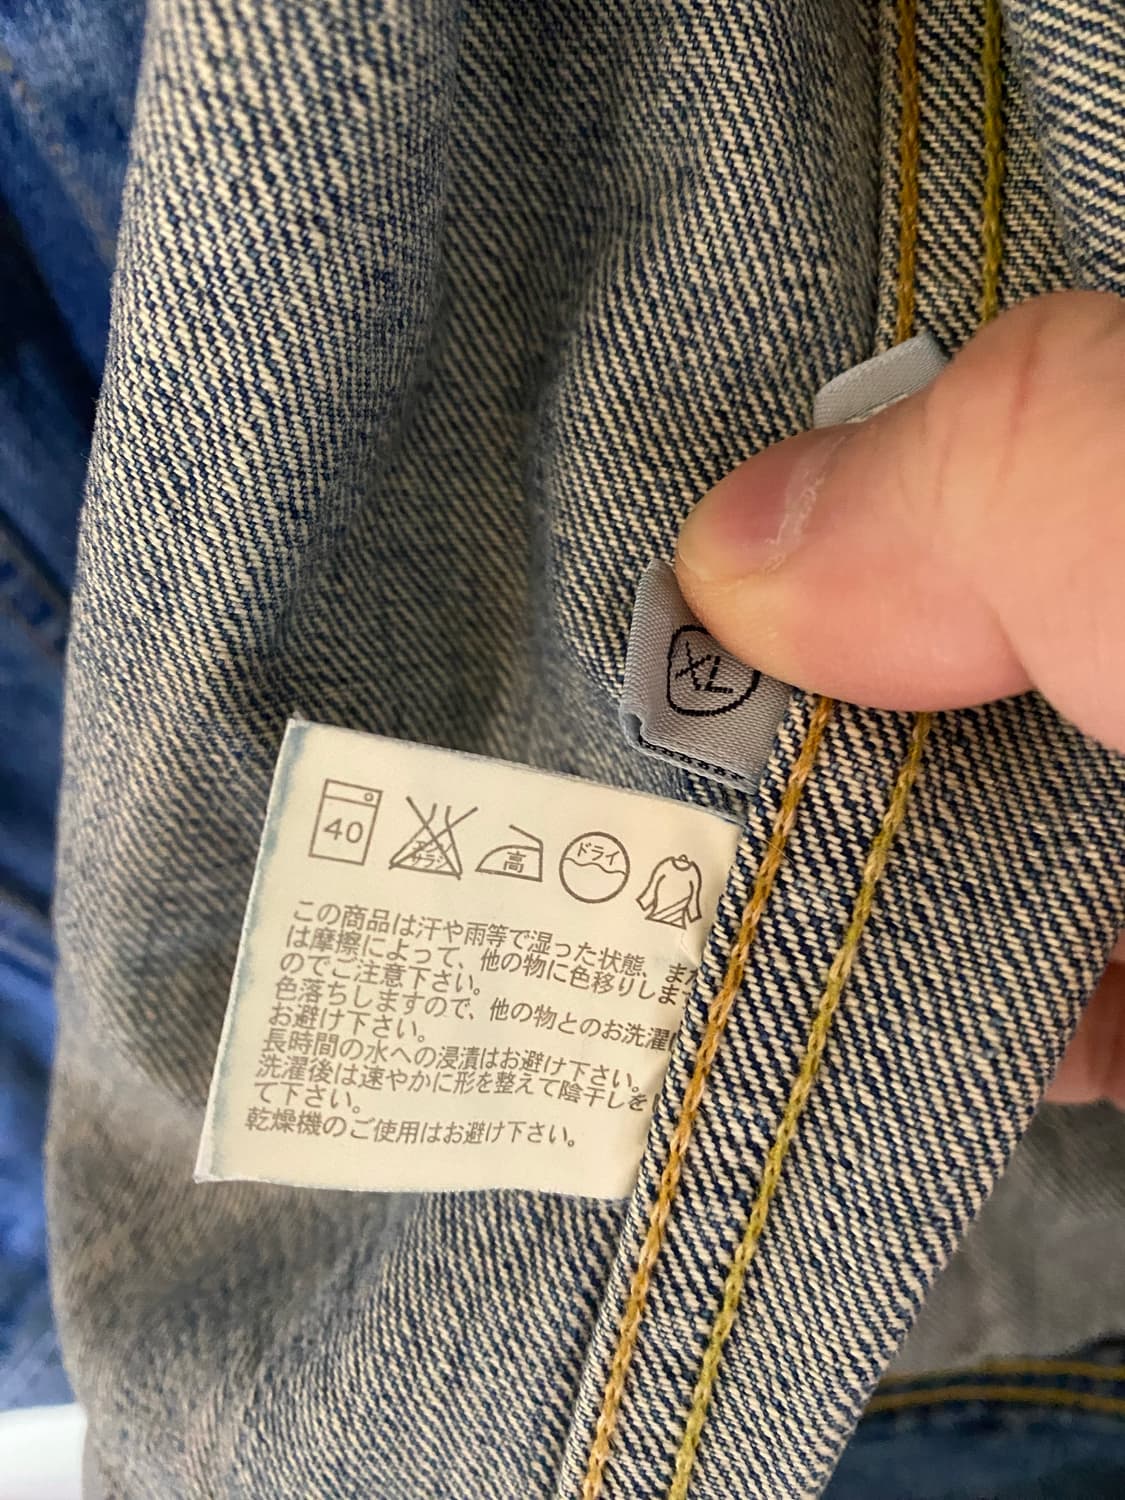 XL
40
サラシ
高
ドライ
この商品は汗や雨等で湿った状態、また
は摩擦によって、他の物に色移りしま
のでご注意下さい。
色落ちしますので、他の物とのお洗濯
お避け下さい。
長時間の水への浸漬はお避け下さい。
洗濯後は速やかに形を整えて陰干しを
て下さい。
乾燥機のご使用はお避け下さい。